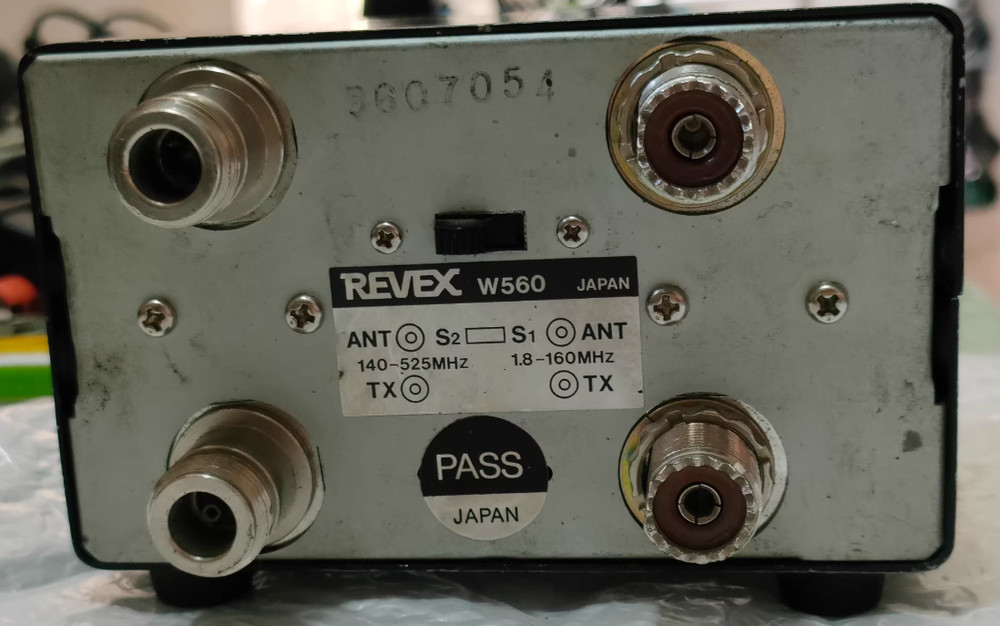 3607054
REVEX W560 JAPAN
ANT S2 S1 ANT
140-525MHz 1.8-160MHz
TX TX
PASS
JAPAN